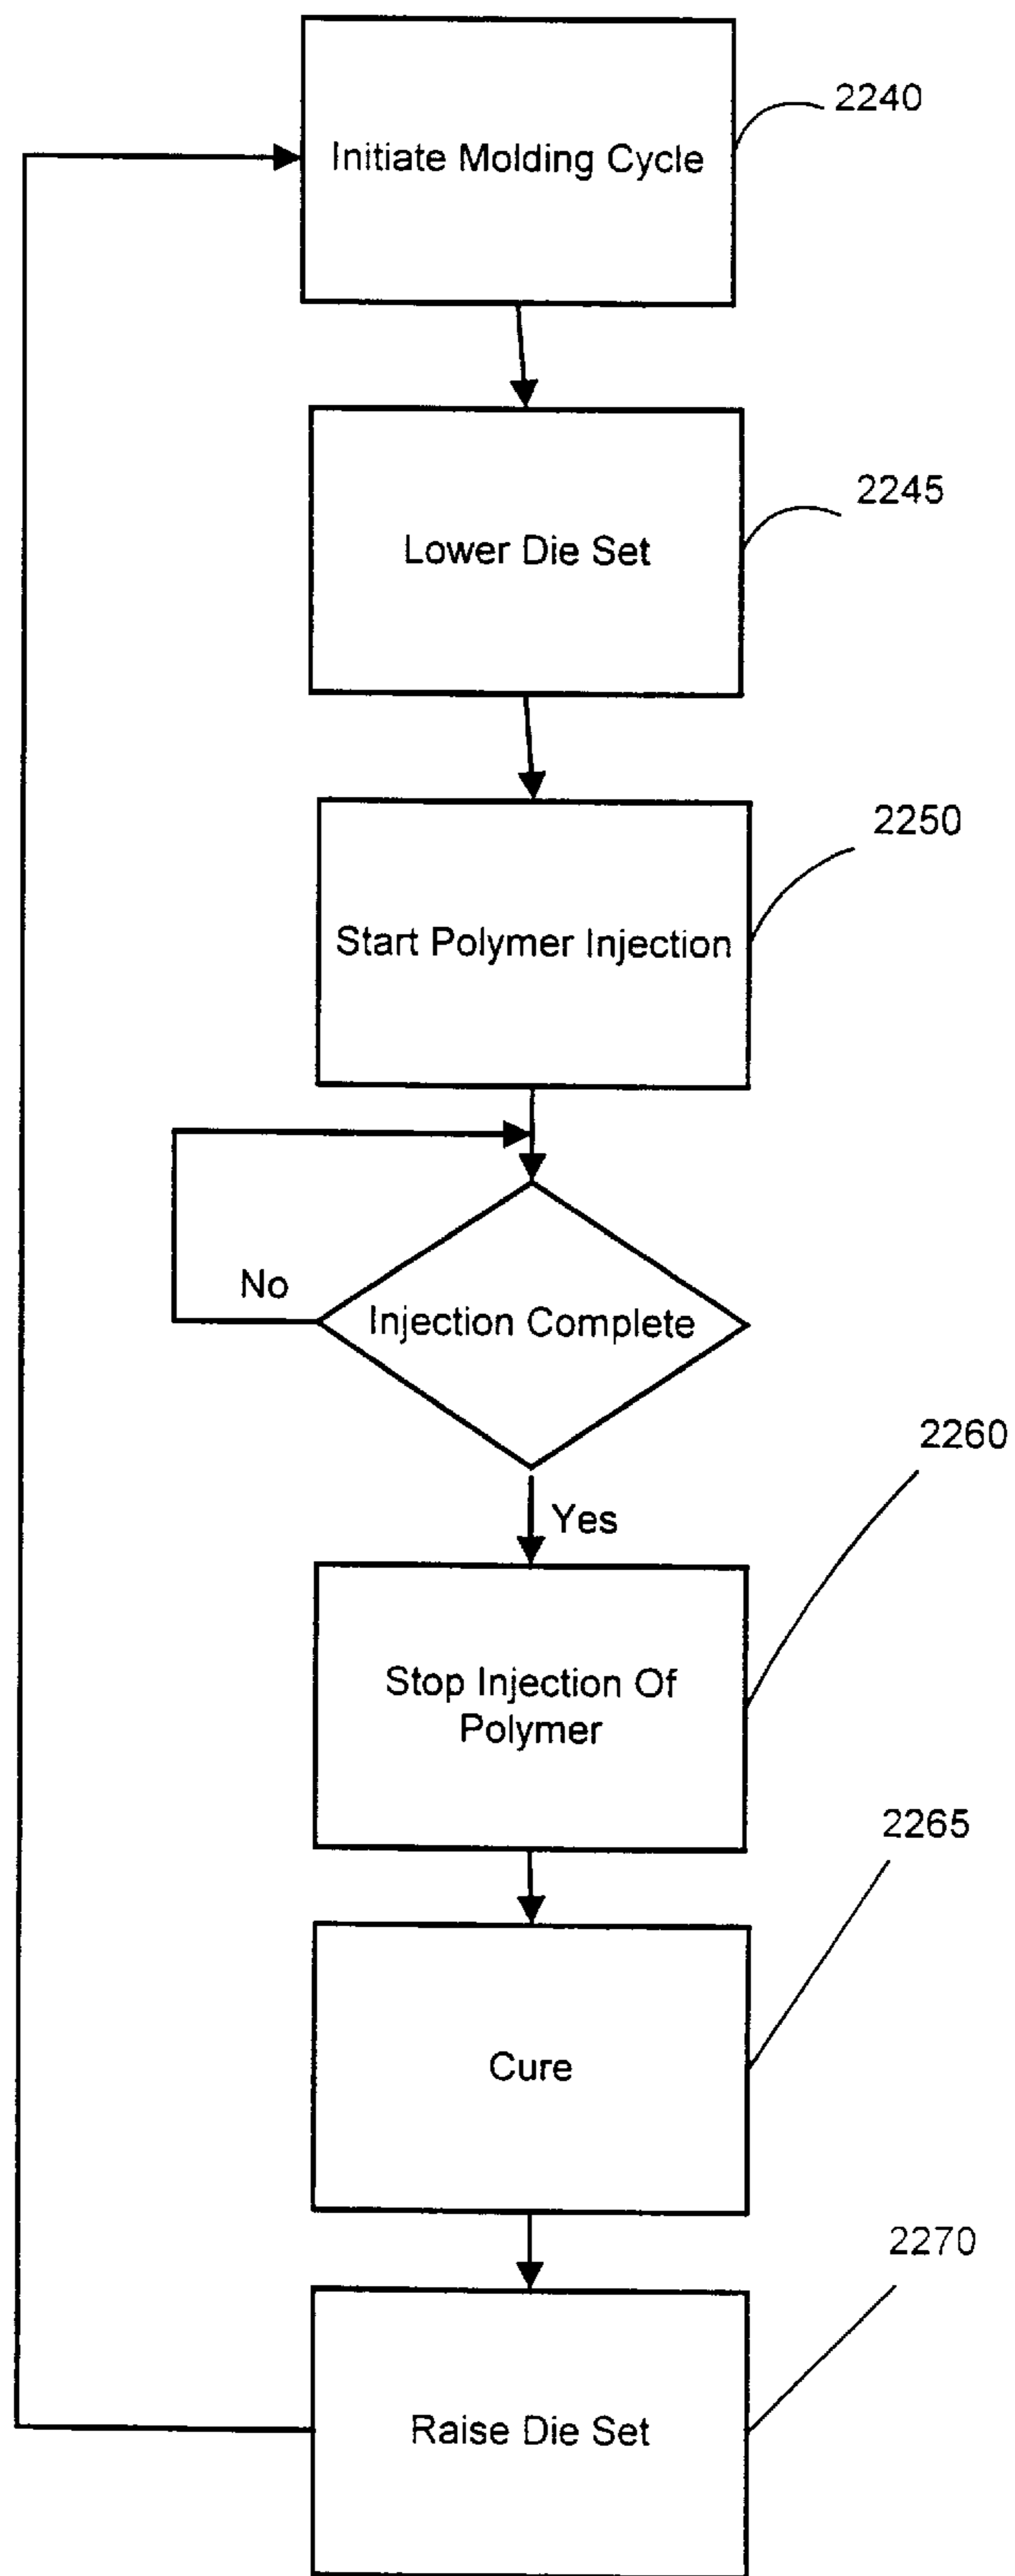 2240
Initiate Molding Cycle
2245
Lower Die Set
2250
Start Polymer Injection
No
Injection Complete
2260
Yes
Stop Injection Of
Polymer
2265
Cure
2270
Raise Die Set